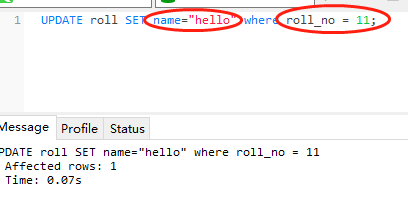 1 UPDATE roll SET name="hello" where roll_no = 11;
Message Profile Status
PDATE roll SET name="hello" where roll_no = 11
Affected rows: 1
Time: 0.07s